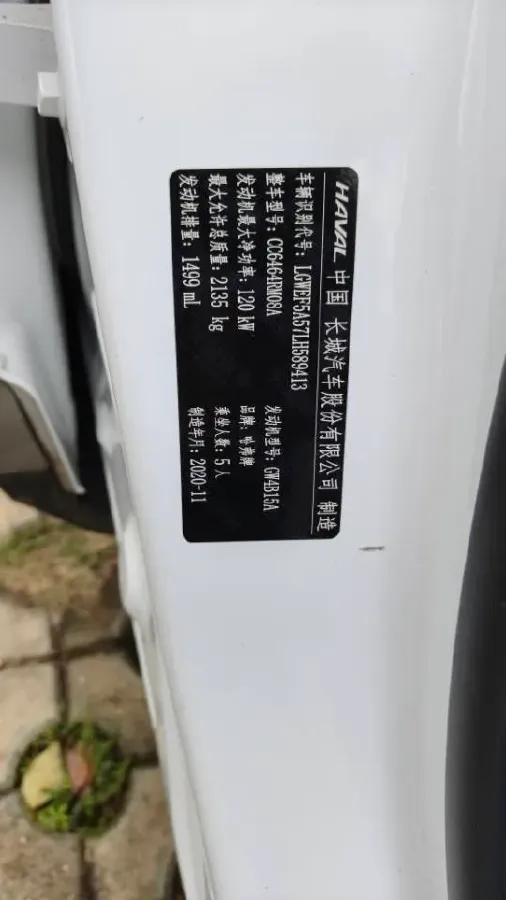 HAVAL 中国 长城汽车股份有限公司 制造
车辆识别代号: LGWEF5A57LH589413
整车型号: CC6464RM08A 发动机型号: GW4B15A
发动机最大净功率: 120 kW 品牌: 哈弗牌
最大允许总质量: 2135 kg 乘坐人数: 5人
发动机排量: 1499 mL 制造年月: 2020-11